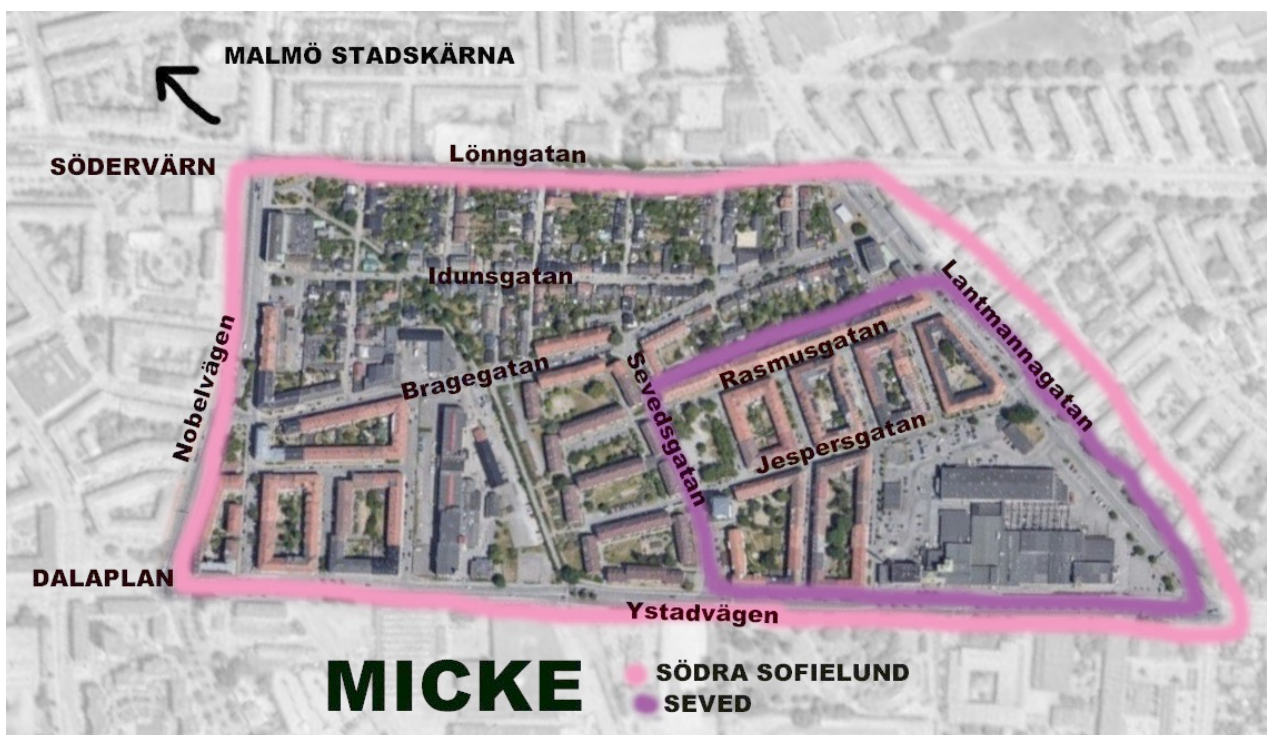 MALMÖ STADSKÄRNA
SÖDERVÄRN
Lönngatan
Idunsgatan
Lantmannagatan
Nobelvägen
Bragegatan
Sevedsgatan
Rasmusgatan
Jespersgatan
DALAPLAN
Ystadvägen
MICKE
SÖDRA SOFIELUND
SEVED